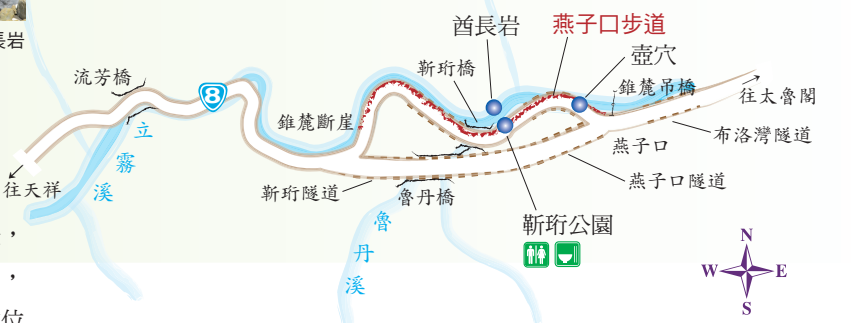 長岩
酋長岩
燕子口步道
壺穴
流芳橋
靳珩橋
錐麓吊橋
往太魯閣
8
錐麓斷崖
立霧溪
布洛灣隧道
燕子口
往天祥
靳珩隧道
魯丹橋
燕子口隧道
魯丹溪
靳珩公園
，
，
位
N
W
E
S